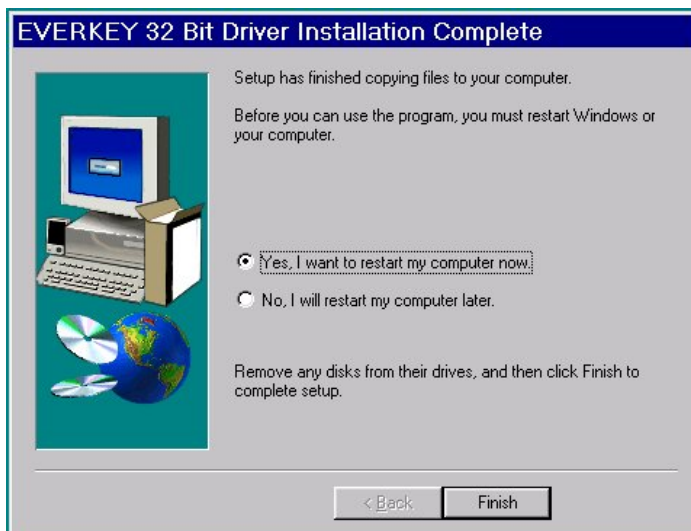 EVERKEY 32 Bit Driver Installation Complete
Setup has finished copying files to your computer.
Before you can use the program, you must restart Windows or
your computer.
Yes, I want to restart my computer now.
No, I will restart my computer later.
Remove any disks from their drives, and then click Finish to
complete setup.
< Back
Finish